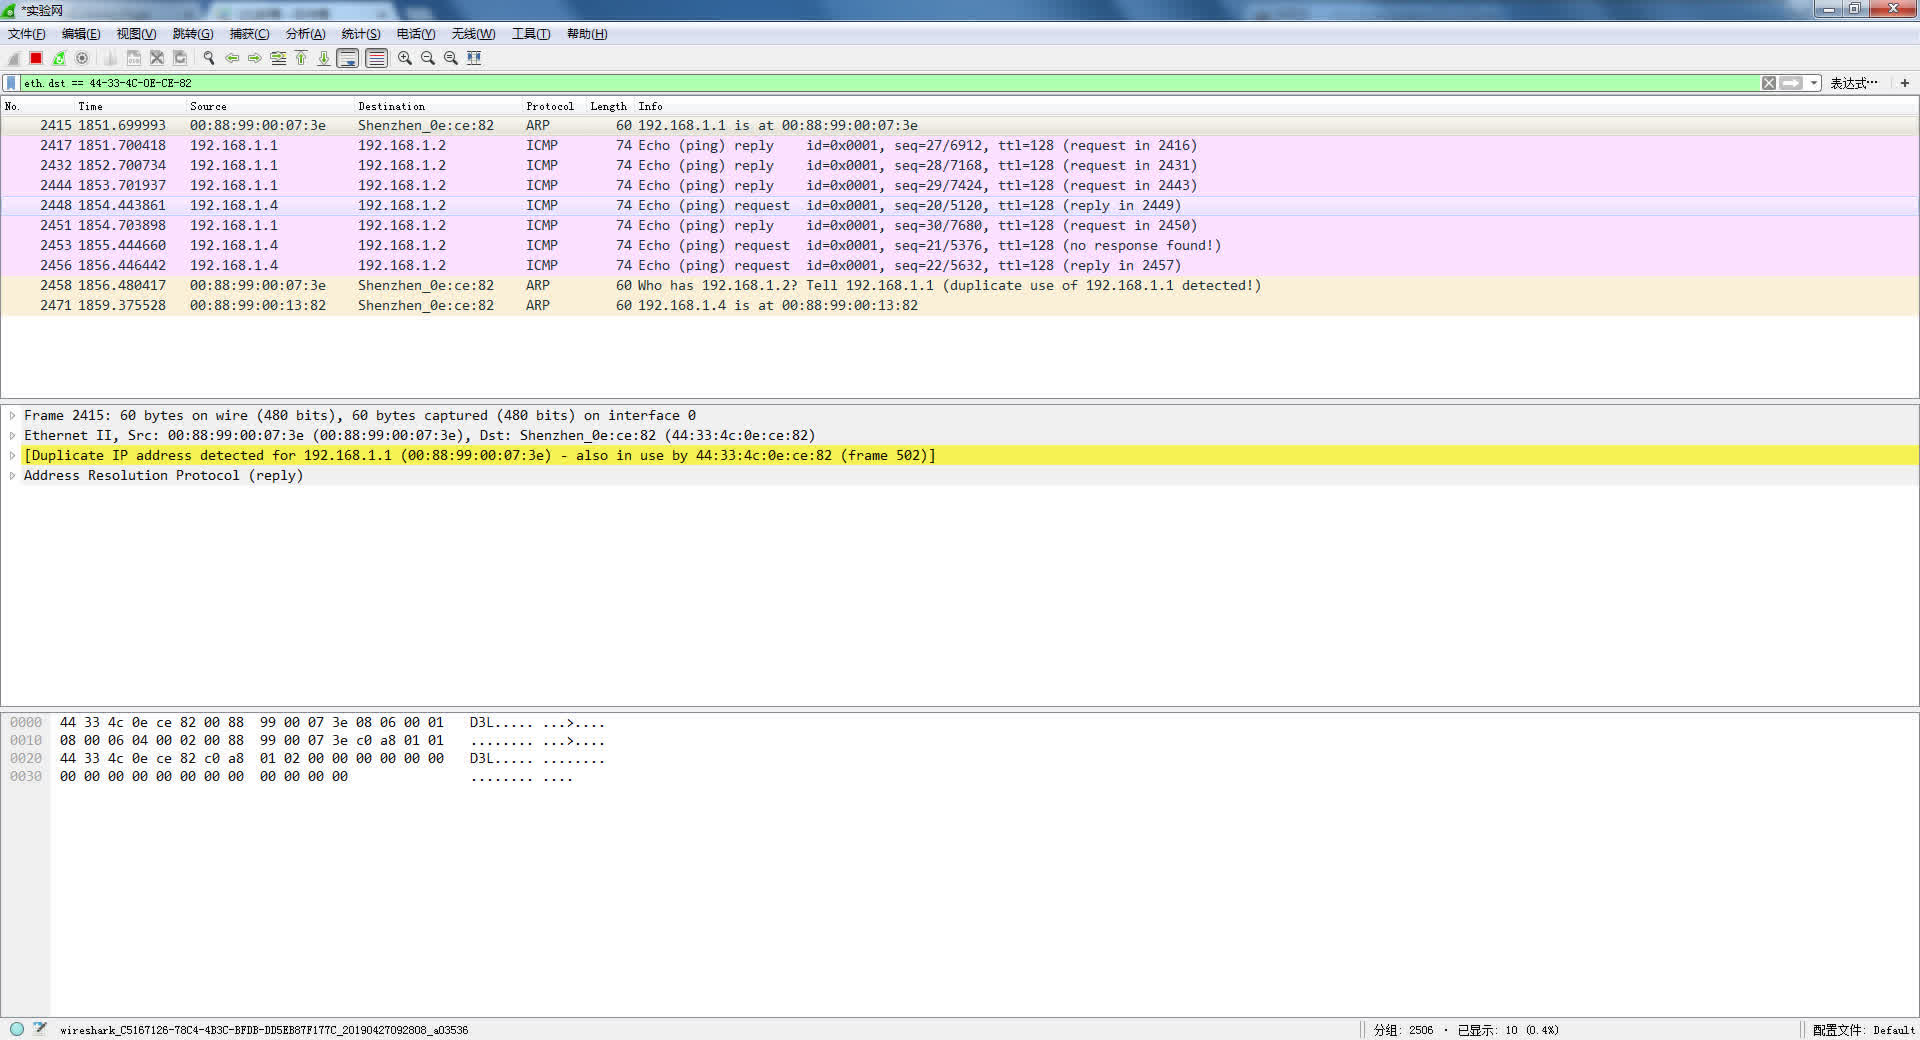 *实验网
文件(F) 编辑(E) 视图(V) 跳转(G) 捕获(C) 分析(A) 统计(S) 电话(Y) 无线(W) 工具(T) 帮助(H)
eth.dst == 44-33-4C-0E-CE-82 表达式… +
No. Time Source Destination Protocol Length Info
2415 1851.699993 00:88:99:00:07:3e Shenzhen_0e:ce:82 ARP 60 192.168.1.1 is at 00:88:99:00:07:3e
2417 1851.700418 192.168.1.1 192.168.1.2 ICMP 74 Echo (ping) reply id=0x0001, seq=27/6912, ttl=128 (request in 2416)
2432 1852.700734 192.168.1.1 192.168.1.2 ICMP 74 Echo (ping) reply id=0x0001, seq=28/7168, ttl=128 (request in 2431)
2444 1853.701937 192.168.1.1 192.168.1.2 ICMP 74 Echo (ping) reply id=0x0001, seq=29/7424, ttl=128 (request in 2443)
2448 1854.443861 192.168.1.4 192.168.1.2 ICMP 74 Echo (ping) request id=0x0001, seq=20/5120, ttl=128 (reply in 2449)
2451 1854.703898 192.168.1.1 192.168.1.2 ICMP 74 Echo (ping) reply id=0x0001, seq=30/7680, ttl=128 (request in 2450)
2453 1855.444660 192.168.1.4 192.168.1.2 ICMP 74 Echo (ping) request id=0x0001, seq=21/5376, ttl=128 (no response found!)
2456 1856.446442 192.168.1.4 192.168.1.2 ICMP 74 Echo (ping) request id=0x0001, seq=22/5632, ttl=128 (reply in 2457)
2458 1856.480417 00:88:99:00:07:3e Shenzhen_0e:ce:82 ARP 60 Who has 192.168.1.2? Tell 192.168.1.1 (duplicate use of 192.168.1.1 detected!)
2471 1859.375528 00:88:99:00:13:82 Shenzhen_0e:ce:82 ARP 60 192.168.1.4 is at 00:88:99:00:13:82
Frame 2415: 60 bytes on wire (480 bits), 60 bytes captured (480 bits) on interface 0
Ethernet II, Src: 00:88:99:00:07:3e (00:88:99:00:07:3e), Dst: Shenzhen_0e:ce:82 (44:33:4c:0e:ce:82)
[Duplicate IP address detected for 192.168.1.1 (00:88:99:00:07:3e) - also in use by 44:33:4c:0e:ce:82 (frame 502)]
Address Resolution Protocol (reply)
0000 44 33 4c 0e ce 82 00 88 99 00 07 3e 08 06 00 01 D3L..... ...>....
0010 08 00 06 04 00 02 00 88 99 00 07 3e c0 a8 01 01 ........ ...>....
0020 44 33 4c 0e ce 82 c0 a8 01 02 00 00 00 00 00 00 D3L..... ........
0030 00 00 00 00 00 00 00 00 00 00 00 00 ........ ....
wireshark_C5167126-78C4-4B3C-BFDB-DD5EB87F177C_20190427092808_a03536 分组: 2506 · 已显示: 10 (0.4%) 配置文件: Default